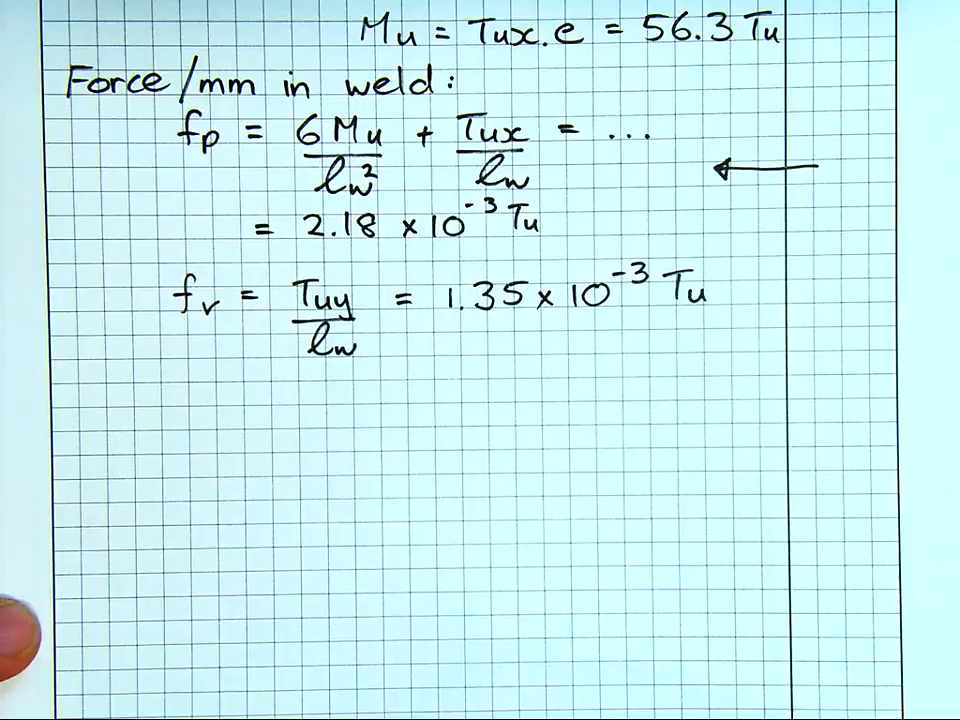 Mu = Tux.e = 56.3 Tu
Force/mm in weld:
fp = 6Mu/lw² + Tux/lw = ...
= 2.18 × 10⁻³ Tu
fv = Tuy/lw = 1.35 × 10⁻³ Tu